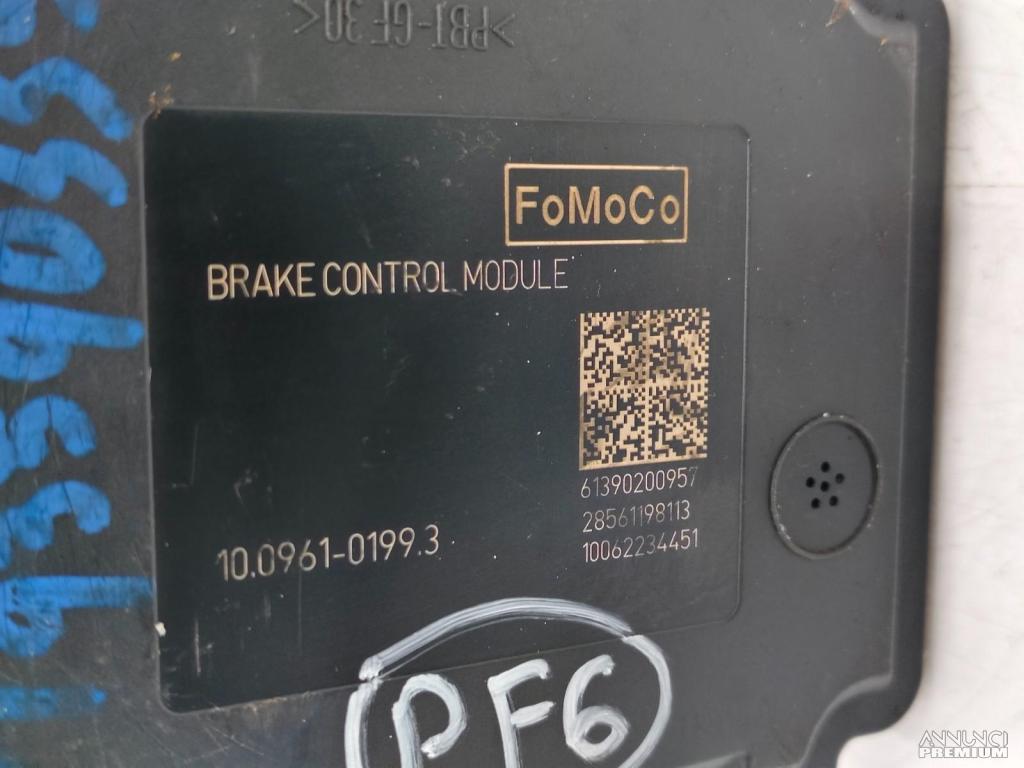 >PBT-GF30<
FoMoCo
BRAKE CONTROL MODULE
61390200957
28561198113
10062234451
10.0961-0199.3
PF6
ANNUNCI
PREMIUM